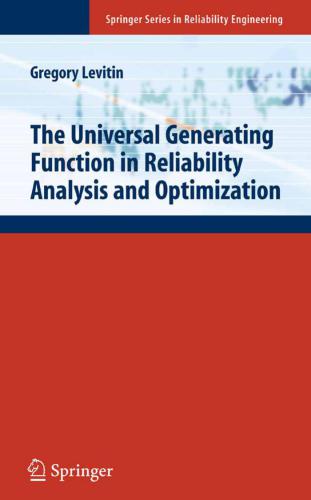 Springer Series in Reliability Engineering
Gregory Levitin
The Universal Generating
Function in Reliability
Analysis and Optimization
Springer